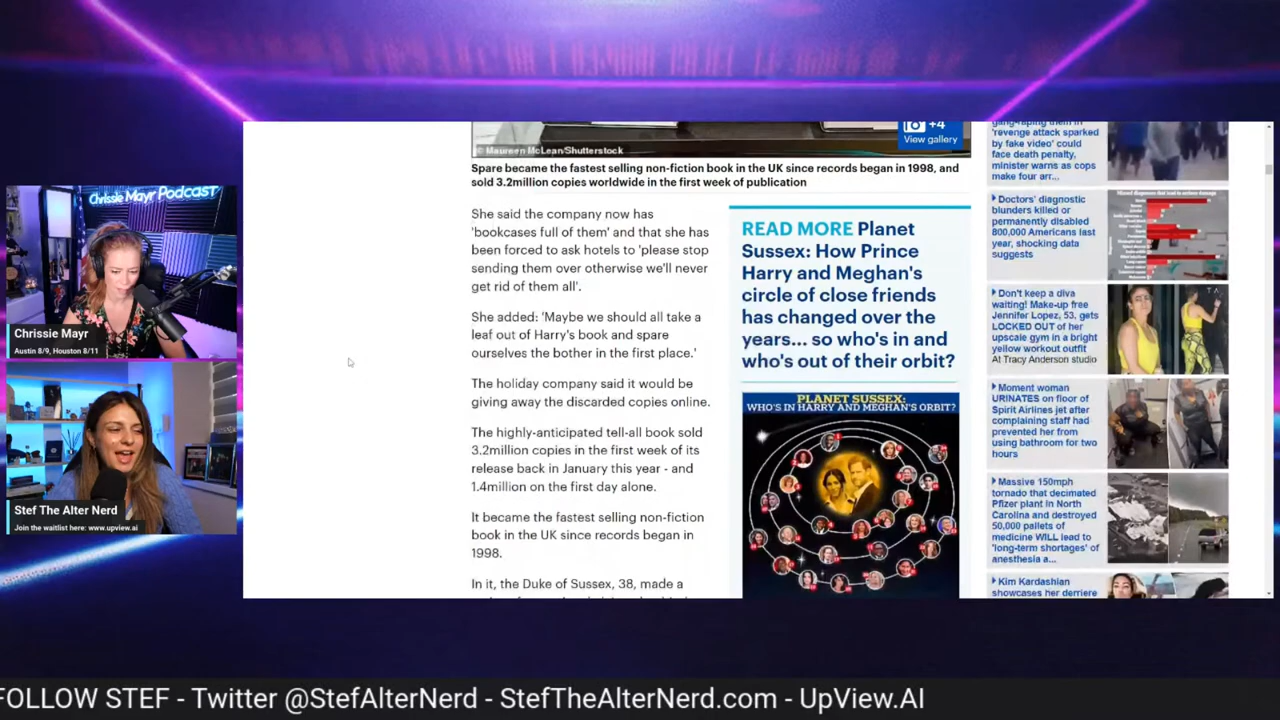 Chrissie Mayr Podcast
Chrissie Mayr
Austin 8/9, Houston 8/11
Stef The Alter Nerd
Join the waitlist here: www.upview.ai
© Maureen McLean/Shutterstock
+4
View gallery
Spare became the fastest selling non-fiction book in the UK since records began in 1998, and
sold 3.2million copies worldwide in the first week of publication
She said the company now has
'bookcases full of them' and that she has
been forced to ask hotels to 'please stop
sending them over otherwise we'll never
get rid of them all'.
She added: 'Maybe we should all take a
leaf out of Harry's book and spare
ourselves the bother in the first place.'
The holiday company said it would be
giving away the discarded copies online.
The highly-anticipated tell-all book sold
3.2million copies in the first week of its
release back in January this year - and
1.4million on the first day alone.
It became the fastest selling non-fiction
book in the UK since records began in
1998.
In it, the Duke of Sussex, 38, made a
READ MORE Planet
Sussex: How Prince
Harry and Meghan's
circle of close friends
has changed over the
years... so who's in and
who's out of their orbit?
PLANET SUSSEX:
WHO'S IN HARRY AND MEGHAN'S ORBIT?
gang-raping them in
'revenge attack sparked
by fake video' could
face death penalty,
minister warns as cops
make four arr...
Doctors' diagnostic
blunders killed or
permanently disabled
800,000 Americans last
year, shocking data
suggests
Don't keep a diva
waiting! Make-up free
Jennifer Lopez, 53, gets
LOCKED OUT of her
upscale gym in a bright
yellow workout outfit
At Tracy Anderson studio
Moment woman
URINATES on floor of
Spirit Airlines jet after
complaining staff had
prevented her from
using bathroom for two
hours
Massive 150mph
tornado that decimated
Pfizer plant in North
Carolina and destroyed
50,000 pallets of
medicine WILL lead to
'long-term shortages' of
anesthesia a...
Kim Kardashian
showcases her derriere
FOLLOW STEF - Twitter @StefAlterNerd - StefTheAlterNerd.com - UpView.AI